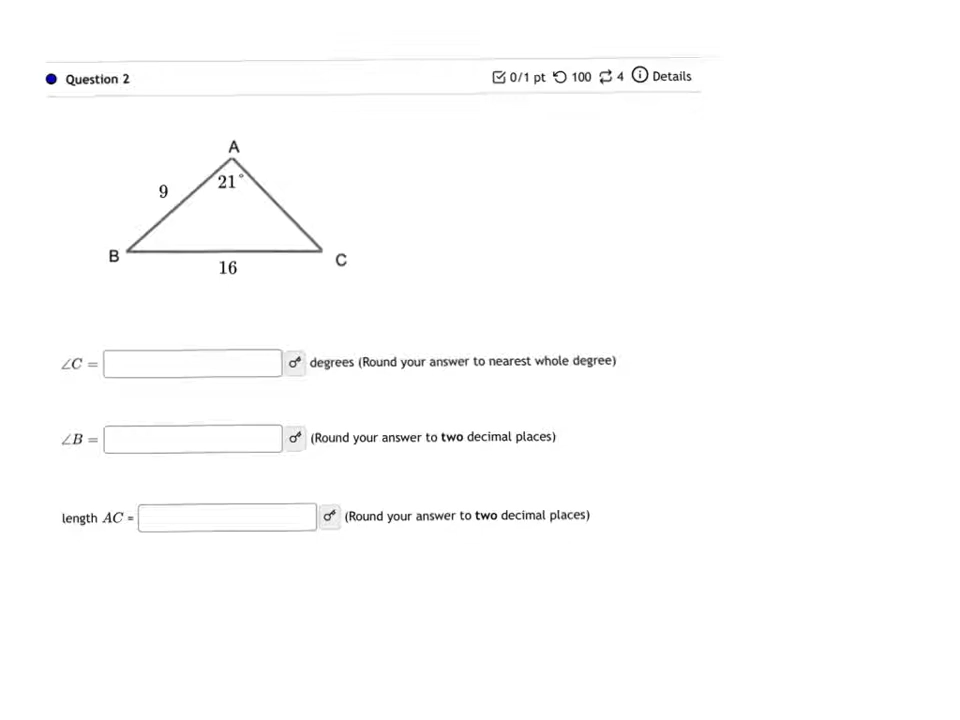 Question 2
0/1 pt 100 4 Details
A
21°
9
B
16
C
∠C = degrees (Round your answer to nearest whole degree)
∠B = (Round your answer to two decimal places)
length AC = (Round your answer to two decimal places)